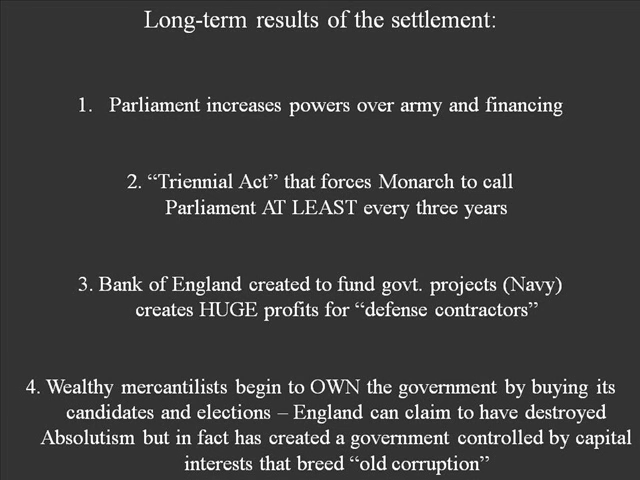 Long-term results of the settlement:
1. Parliament increases powers over army and financing
2. “Triennial Act” that forces Monarch to call
Parliament AT LEAST every three years
3. Bank of England created to fund govt. projects (Navy)
creates HUGE profits for “defense contractors”
4. Wealthy mercantilists begin to OWN the government by buying its
candidates and elections – England can claim to have destroyed
Absolutism but in fact has created a government controlled by capital
interests that breed “old corruption”